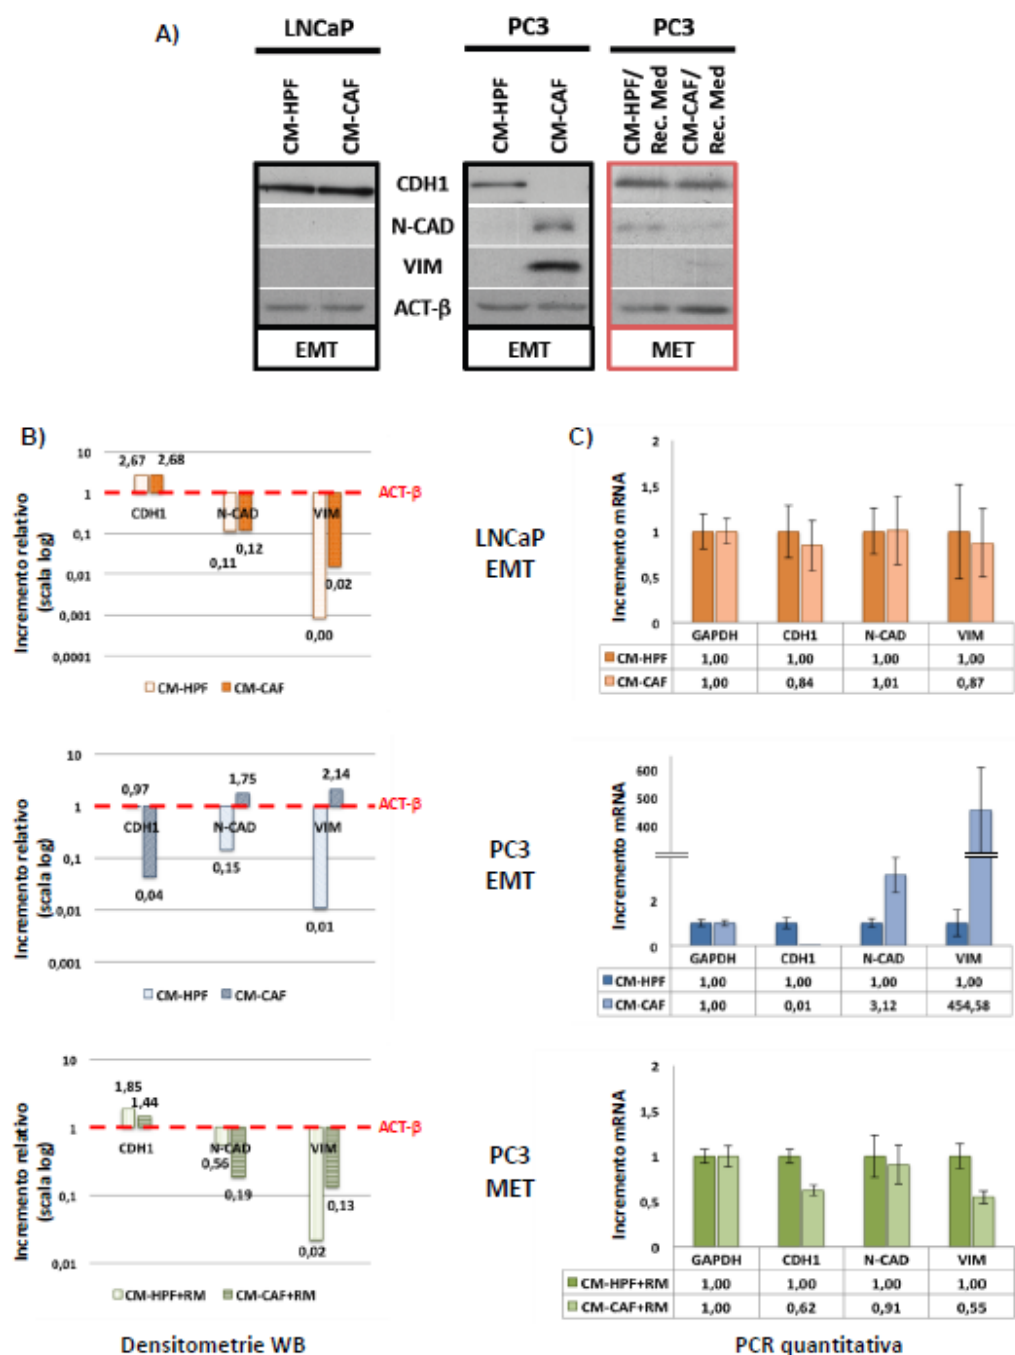 A)
LNCaP
PC3
PC3
CM-HPF
CM-CAF
CM-HPF
CM-CAF
CM-HPF/
Rec. Med
CM-CAF/
Rec. Med
CDH1
N-CAD
VIM
ACT-β
EMT
EMT
MET
B)
Incremento relativo
(scala log)
10
1
0,1
0,01
0,001
0,0001
2,67
2,68
CDH1
N-CAD
VIM
ACT-β
0,11
0,12
0,02
0,00
CM-HPF CM-CAF
LNCaP
EMT
C)
Incremento mRNA
2
1,5
1
0,5
0
GAPDH CDH1 N-CAD VIM
CM-HPF 1,00 1,00 1,00 1,00
CM-CAF 1,00 0,84 1,01 0,87
Incremento relativo
(scala log)
10
1
0,1
0,01
0,001
0,97
1,75
2,14
CDH1
N-CAD
VIM
ACT-β
0,04
0,15
0,01
CM-HPF CM-CAF
PC3
EMT
Incremento mRNA
600
500
400
2
0
GAPDH CDH1 N-CAD VIM
CM-HPF 1,00 1,00 1,00 1,00
CM-CAF 1,00 0,01 3,12 454,58
Incremento relativo
(scala log)
10
1
0,1
0,01
1,85
1,44
CDH1
N-CAD
VIM
ACT-β
0,56
0,19
0,13
0,02
CM-HPF+RM CM-CAF+RM
Densitometrie WB
PC3
MET
Incremento mRNA
2
1,5
1
0,5
0
GAPDH CDH1 N-CAD VIM
CM-HPF+RM 1,00 1,00 1,00 1,00
CM-CAF+RM 1,00 0,62 0,91 0,55
PCR quantitativa